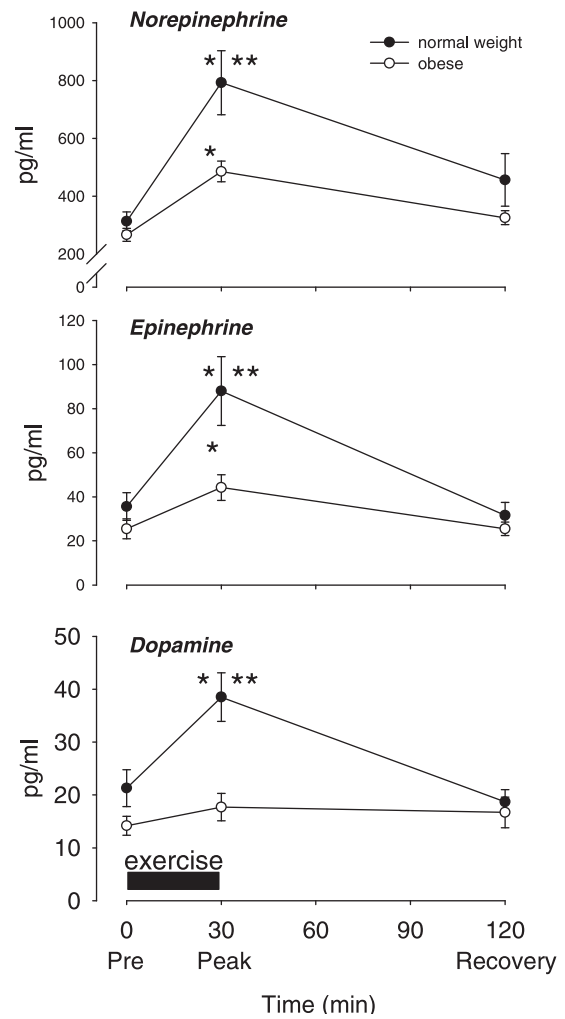 Norepinephrine
normal weight
obese
* **
*
pg/ml
1000
800
600
400
200
0
Epinephrine
* **
*
pg/ml
120
100
80
60
40
20
0
Dopamine
* **
pg/ml
50
40
30
20
10
0
exercise
0 30 60 90 120
Pre Peak Recovery
Time (min)